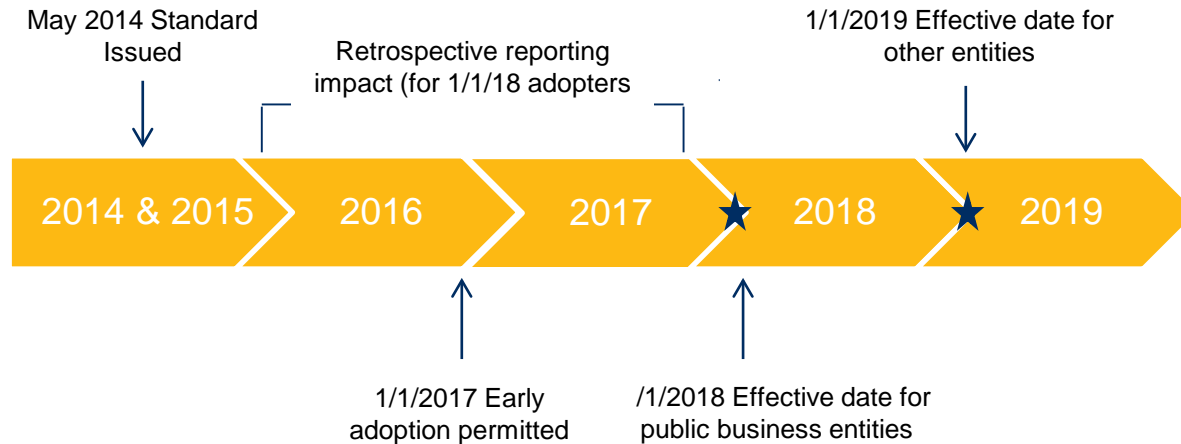 May 2014 Standard
Issued
Retrospective reporting
impact (for 1/1/18 adopters
1/1/2019 Effective date for
other entities
2014 & 2015
2016
2017
2018
2019
1/1/2017 Early
adoption permitted
/1/2018 Effective date for
public business entities